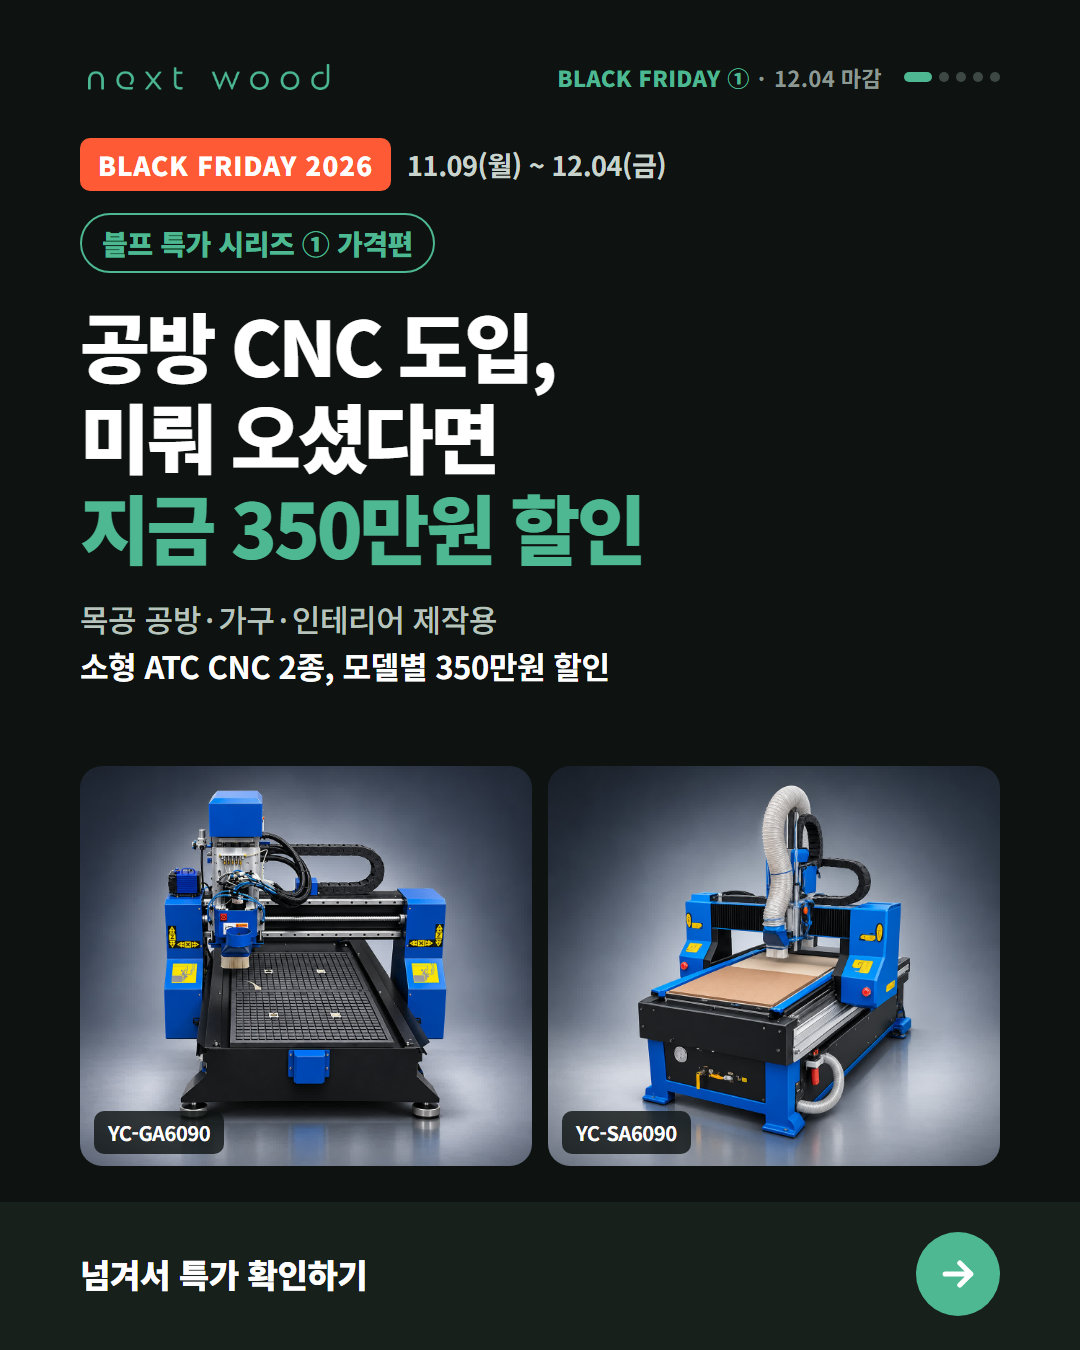 next wood
BLACK FRIDAY ① · 12.04 마감
BLACK FRIDAY 2026
11.09(월) ~ 12.04(금)
블프 특가 시리즈 ① 가격편
공방 CNC 도입,
미뤄 오셨다면
지금 350만원 할인
목공 공방·가구·인테리어 제작용
소형 ATC CNC 2종, 모델별 350만원 할인
YC-GA6090
YC-SA6090
넘겨서 특가 확인하기